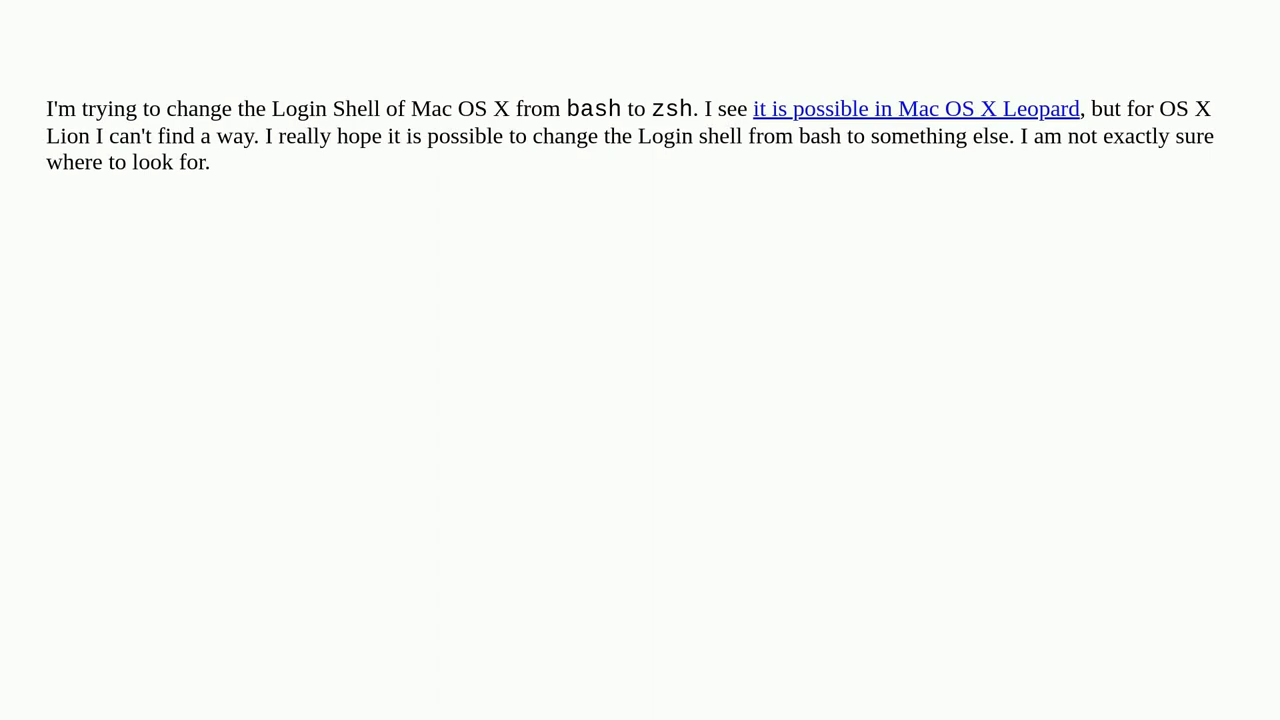 I'm trying to change the Login Shell of Mac OS X from bash to zsh. I see it is possible in Mac OS X Leopard, but for OS X
Lion I can't find a way. I really hope it is possible to change the Login shell from bash to something else. I am not exactly sure
where to look for.